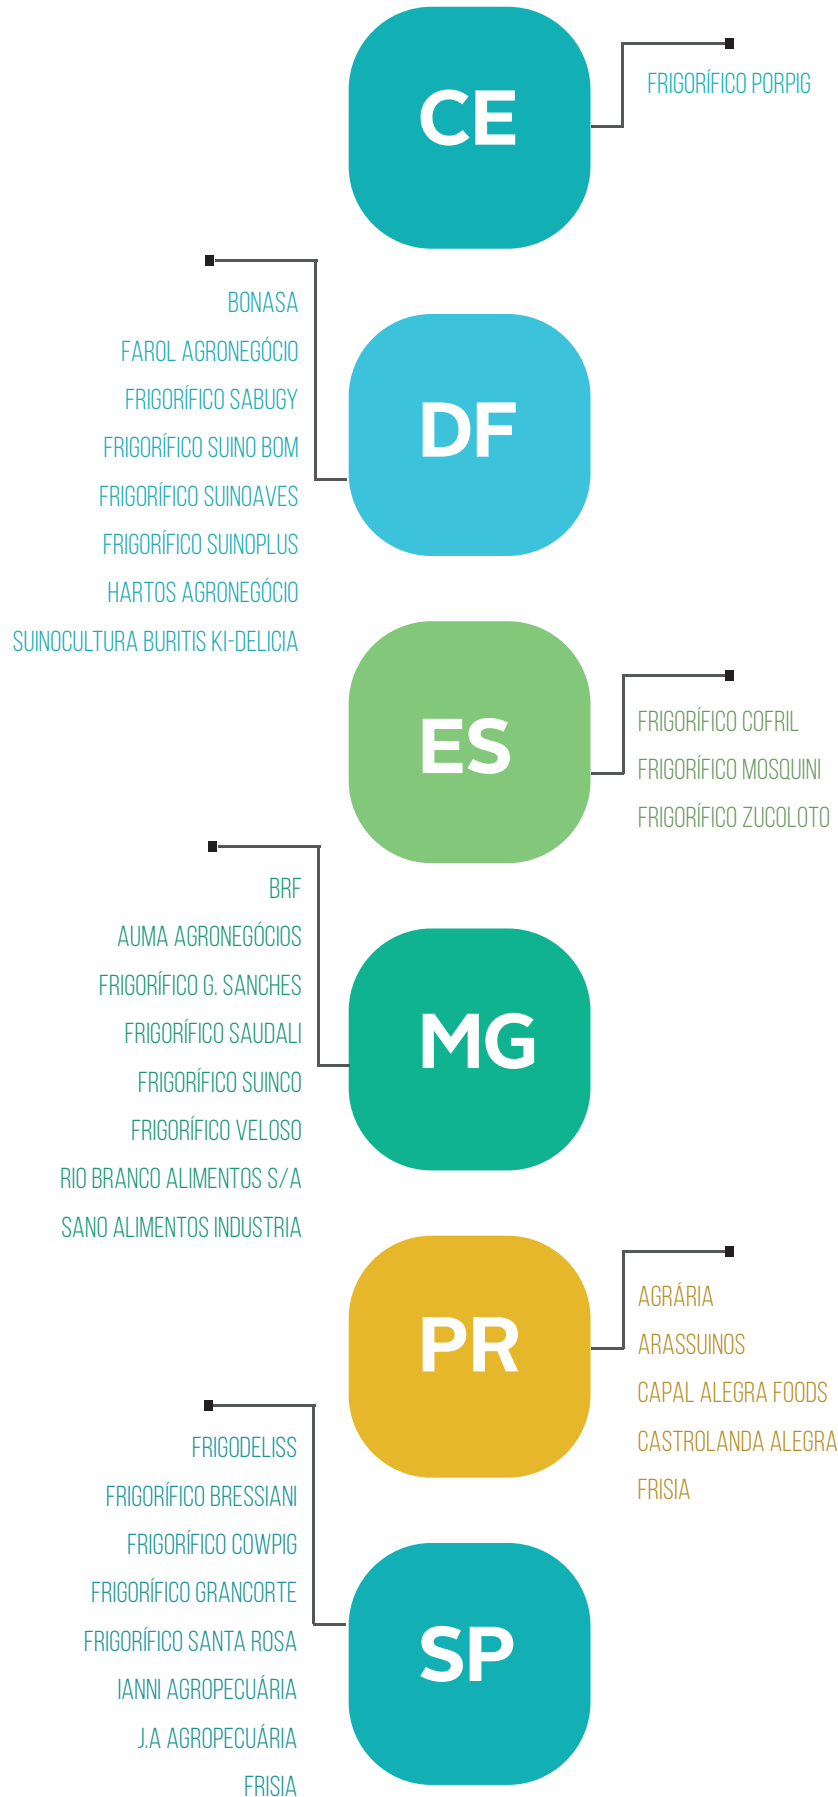 CE
FRIGORÍFICO PORPIG
DF
BONASA
FAROL AGRONEGÓCIO
FRIGORÍFICO SABUGY
FRIGORÍFICO SUINO BOM
FRIGORÍFICO SUINOAVES
FRIGORÍFICO SUINOPLUS
HARTOS AGRONEGÓCIO
SUINOCULTURA BURITIS KI-DELICIA
ES
FRIGORÍFICO COFRIL
FRIGORÍFICO MOSQUINI
FRIGORÍFICO ZUCOLOTO
MG
BRF
AUMA AGRONEGÓCIOS
FRIGORÍFICO G. SANCHES
FRIGORÍFICO SAUDALI
FRIGORÍFICO SUINCO
FRIGORÍFICO VELOSO
RIO BRANCO ALIMENTOS S/A
SANO ALIMENTOS INDUSTRIA
PR
AGRÁRIA
ARASSUINOS
CAPAL ALEGRA FOODS
CASTROLANDA ALEGRA
FRISIA
SP
FRIGODELISS
FRIGORÍFICO BRESSIANI
FRIGORÍFICO COWPIG
FRIGORÍFICO GRANCORTE
FRIGORÍFICO SANTA ROSA
IANNI AGROPECUÁRIA
J.A AGROPECUÁRIA
FRISIA